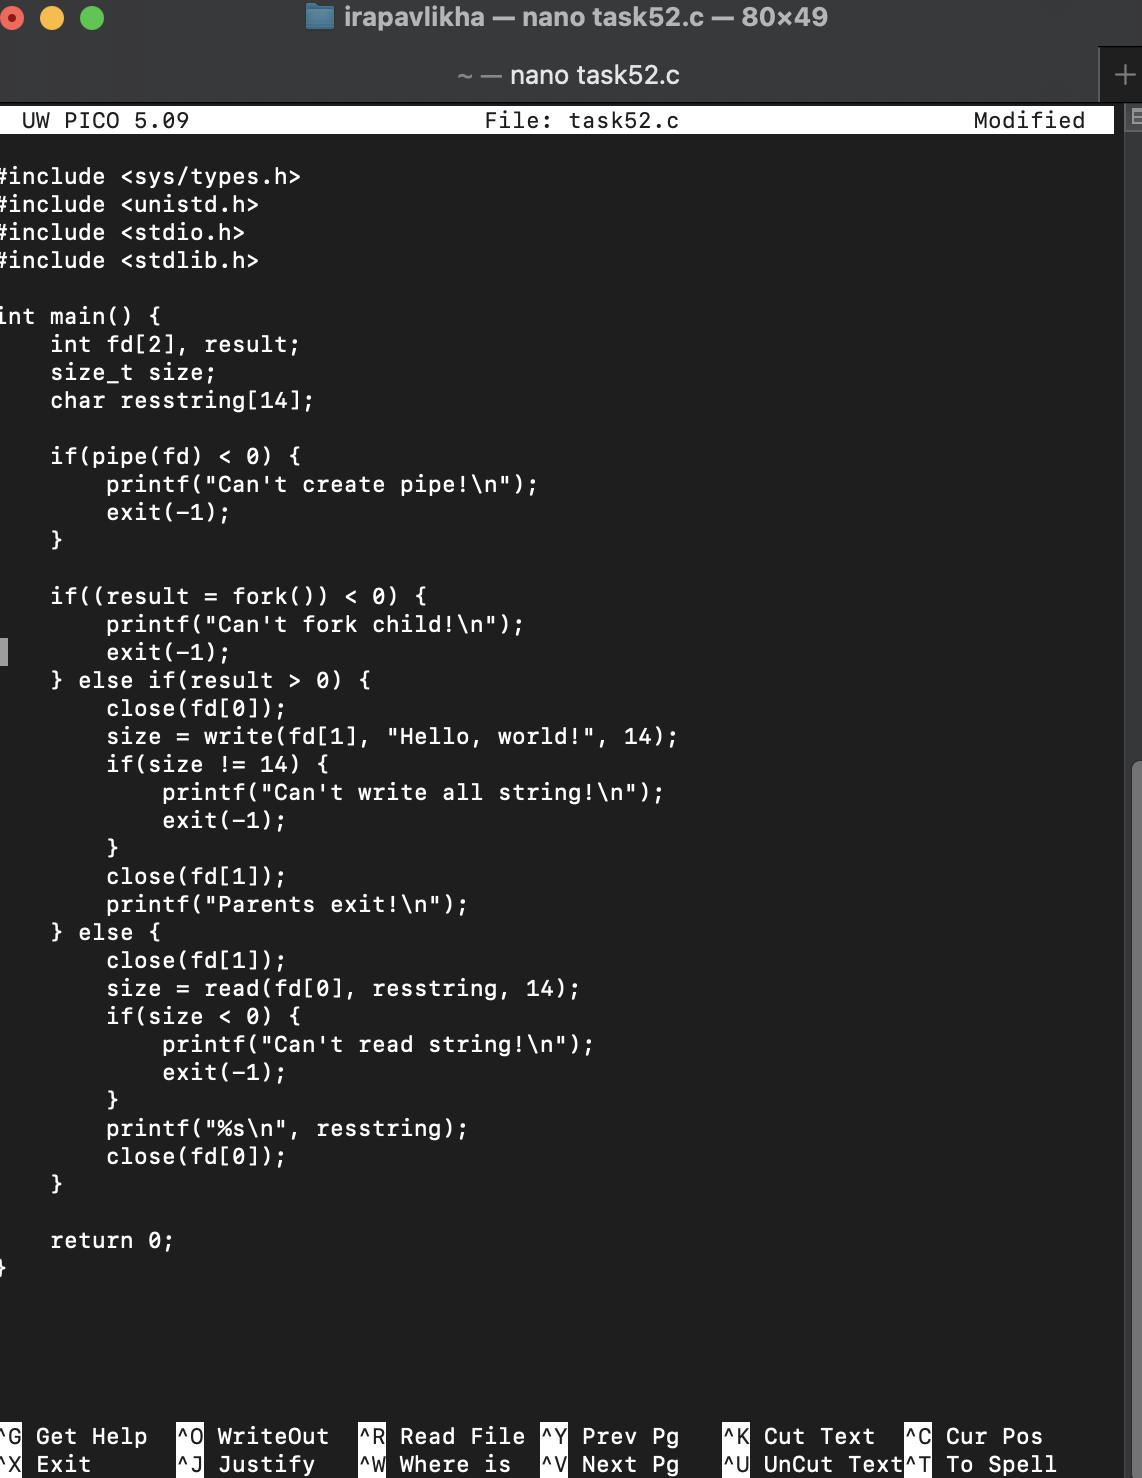 irapavlikha — nano task52.c — 80×49
~ — nano task52.c
UW PICO 5.09 File: task52.c Modified
#include <sys/types.h>
#include <unistd.h>
#include <stdio.h>
#include <stdlib.h>
int main() {
    int fd[2], result;
    size_t size;
    char resstring[14];
    if(pipe(fd) < 0) {
        printf("Can't create pipe!\n");
        exit(-1);
    }
    if((result = fork()) < 0) {
        printf("Can't fork child!\n");
        exit(-1);
    } else if(result > 0) {
        close(fd[0]);
        size = write(fd[1], "Hello, world!", 14);
        if(size != 14) {
            printf("Can't write all string!\n");
            exit(-1);
        }
        close(fd[1]);
        printf("Parents exit!\n");
    } else {
        close(fd[1]);
        size = read(fd[0], resstring, 14);
        if(size < 0) {
            printf("Can't read string!\n");
            exit(-1);
        }
        printf("%s\n", resstring);
        close(fd[0]);
    }
    return 0;
}
^G Get Help ^O WriteOut ^R Read File ^Y Prev Pg ^K Cut Text ^C Cur Pos
^X Exit ^J Justify ^W Where is ^V Next Pg ^U UnCut Text ^T To Spell